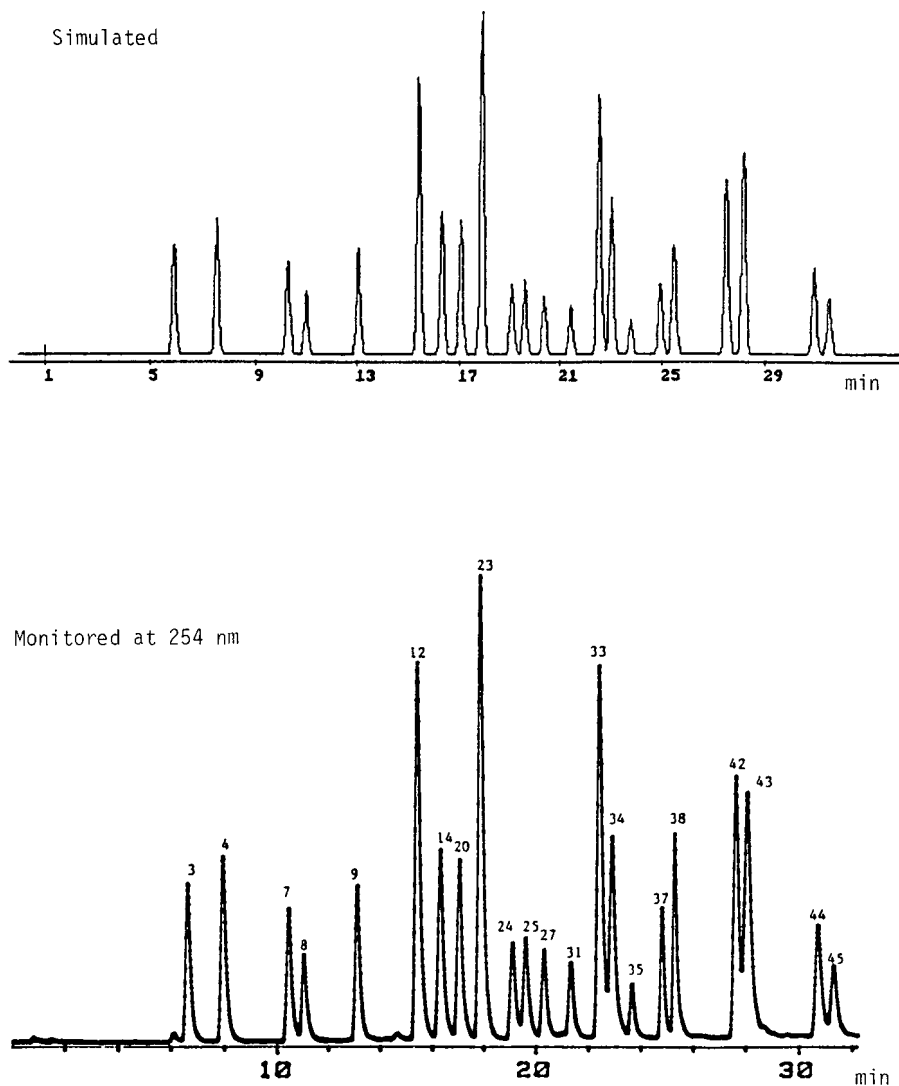 Simulated
1 5 9 13 17 21 25 29 min
Monitored at 254 nm
3 4 7 8 9 12 14 20 23 24 25 27 31 33 34 35 37 38 42 43 44 45
10 20 30 min